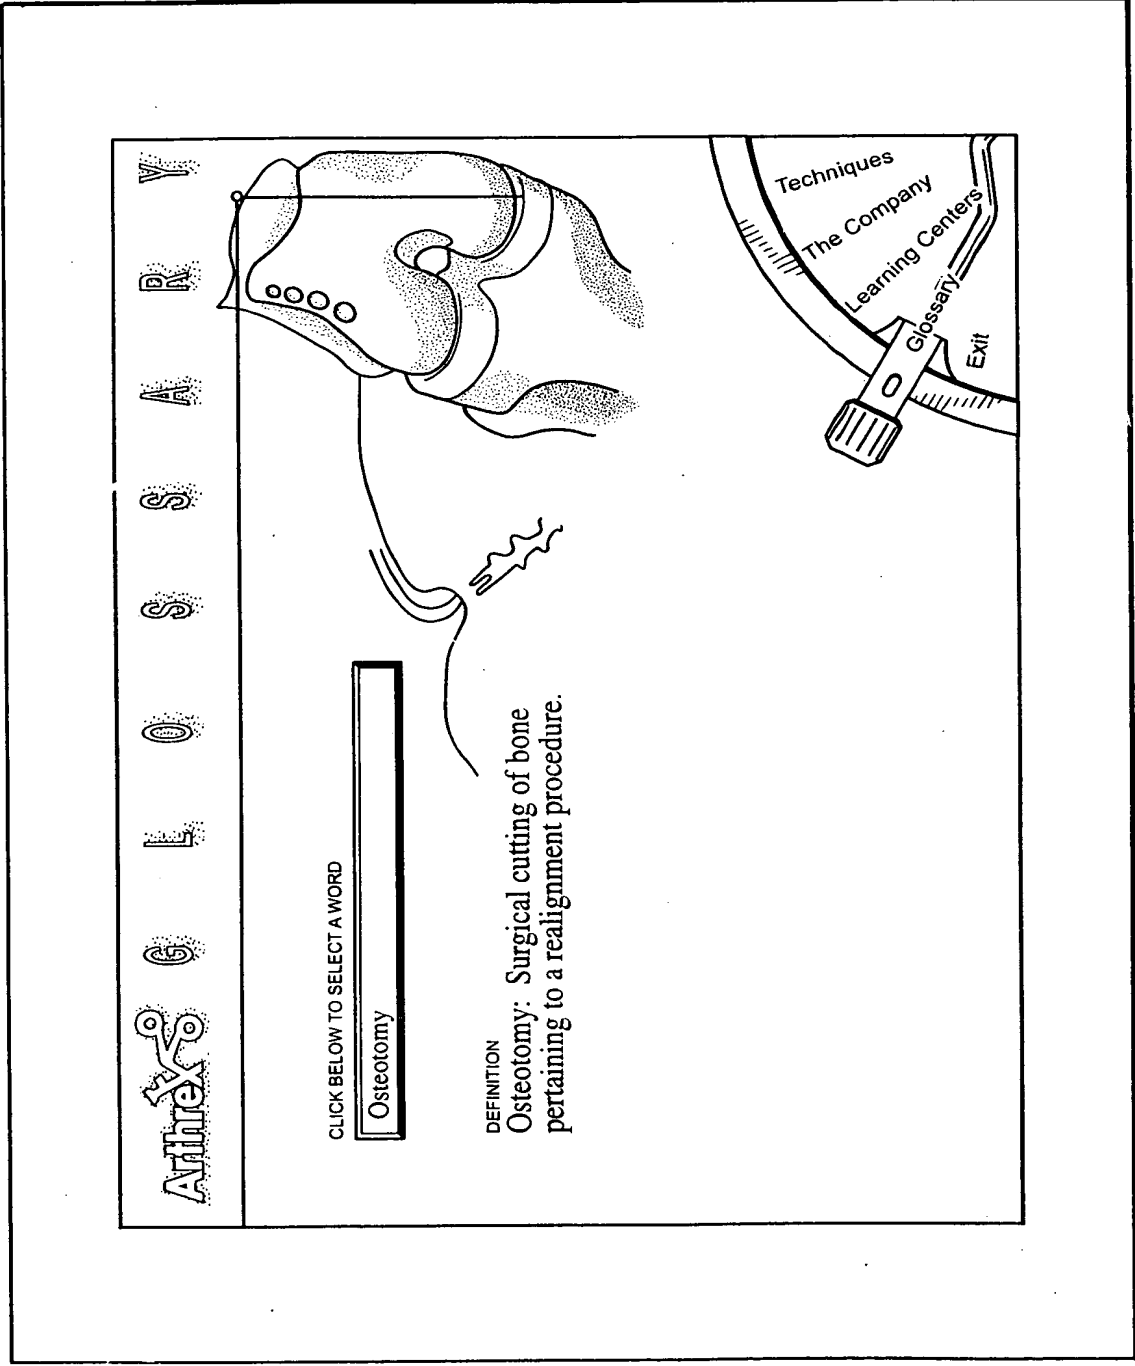 Arthrex GLOSSARY
CLICK BELOW TO SELECT A WORD
Osteotomy
DEFINITION
Osteotomy: Surgical cutting of bone
pertaining to a realignment procedure.
Techniques
The Company
Learning Centers
Glossary
Exit